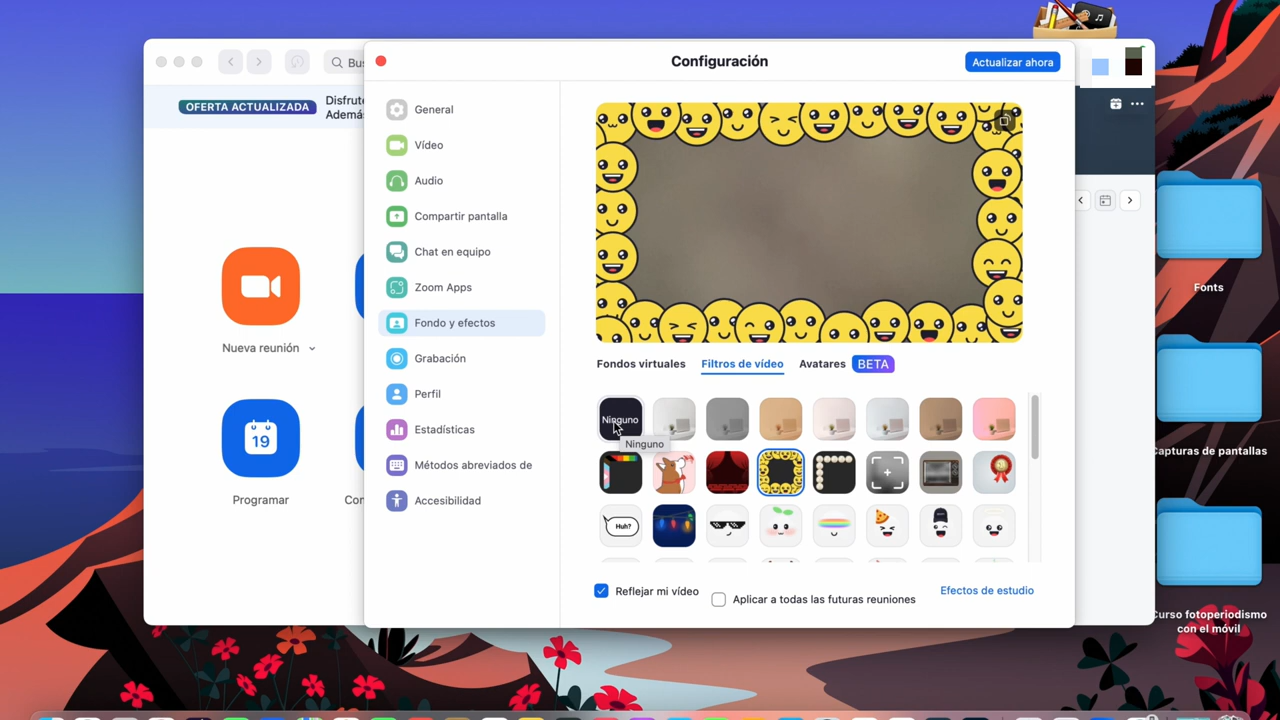 Configuración
Actualizar ahora
Bus
OFERTA ACTUALIZADA
Disfrute
Además
General
Vídeo
Audio
Compartir pantalla
Chat en equipo
Zoom Apps
Fondo y efectos
Grabación
Perfil
Estadísticas
Métodos abreviados de
Accesibilidad
Nueva reunión
19
Programar
Con
Fondos virtuales
Filtros de vídeo
Avatares BETA
Ninguno
Ninguno
Huh?
Reflejar mi vídeo
Aplicar a todas las futuras reuniones
Efectos de estudio
Fonts
Capturas de pantallas
Curso fotoperiodismo
con el móvil